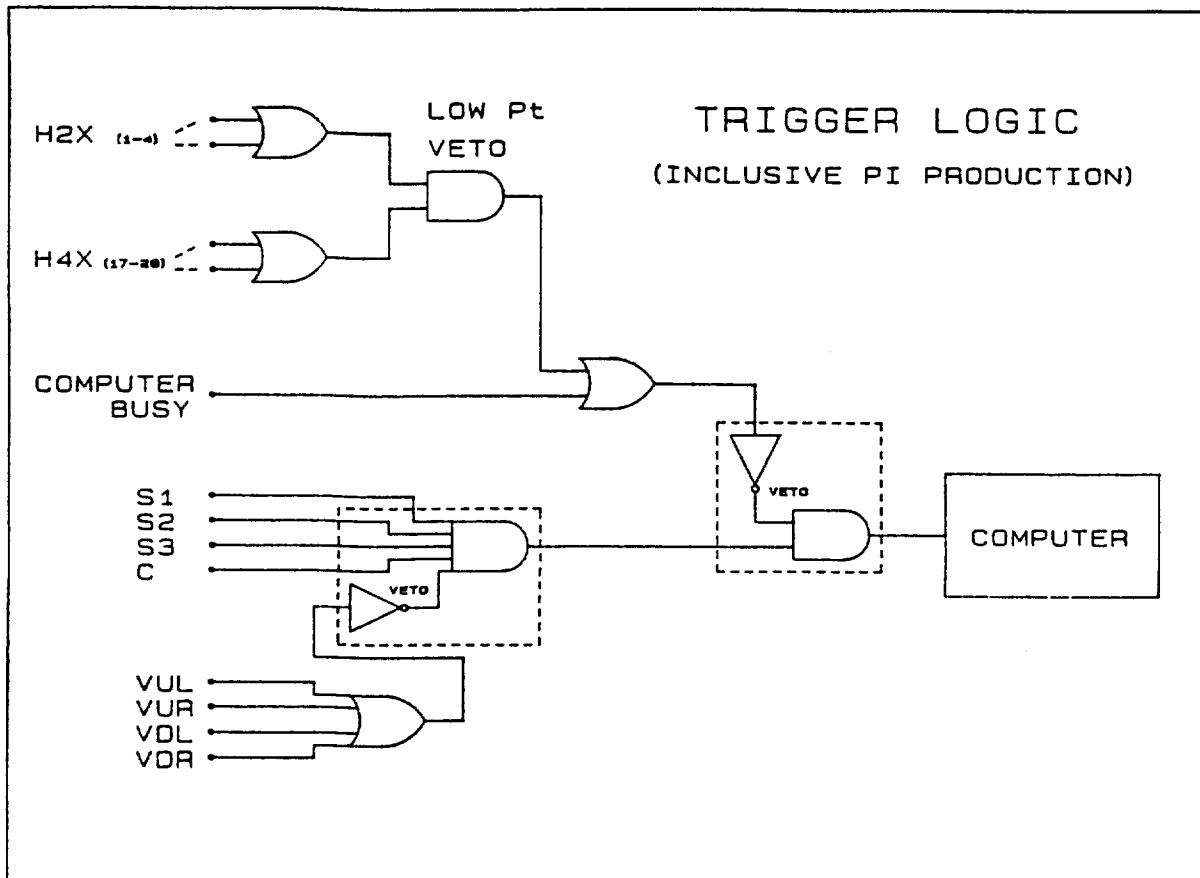 TRIGGER LOGIC
(INCLUSIVE PI PRODUCTION)
LOW Pt
VETO
H2X (1-4)
H4X (17-28)
COMPUTER
BUSY
VETO
S1
S2
S3
C
VETO
COMPUTER
VUL
VUR
VDL
VDR